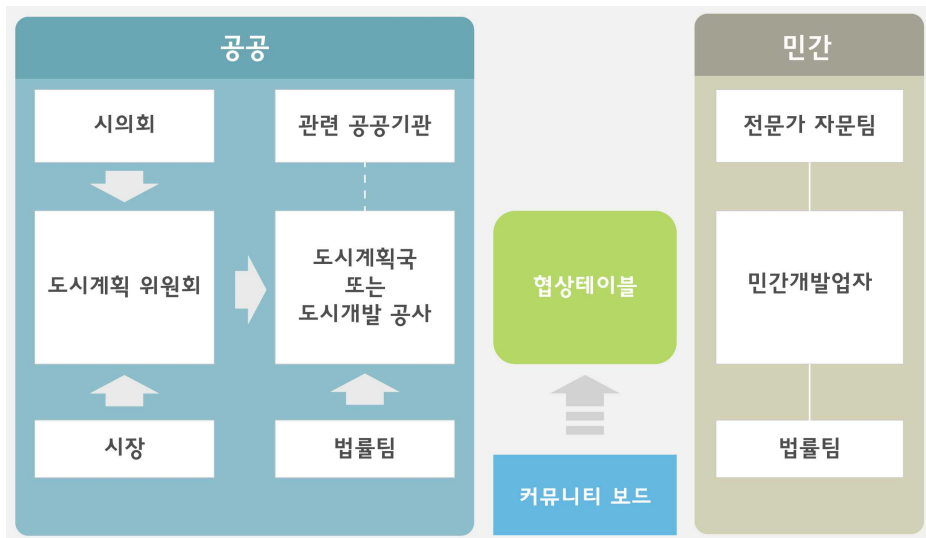 공공
민간
시의회
관련 공공기관
전문가 자문팀
도시계획 위원회
도시계획국
또는
도시개발 공사
협상테이블
민간개발업자
시장
법률팀
법률팀
커뮤니티 보드